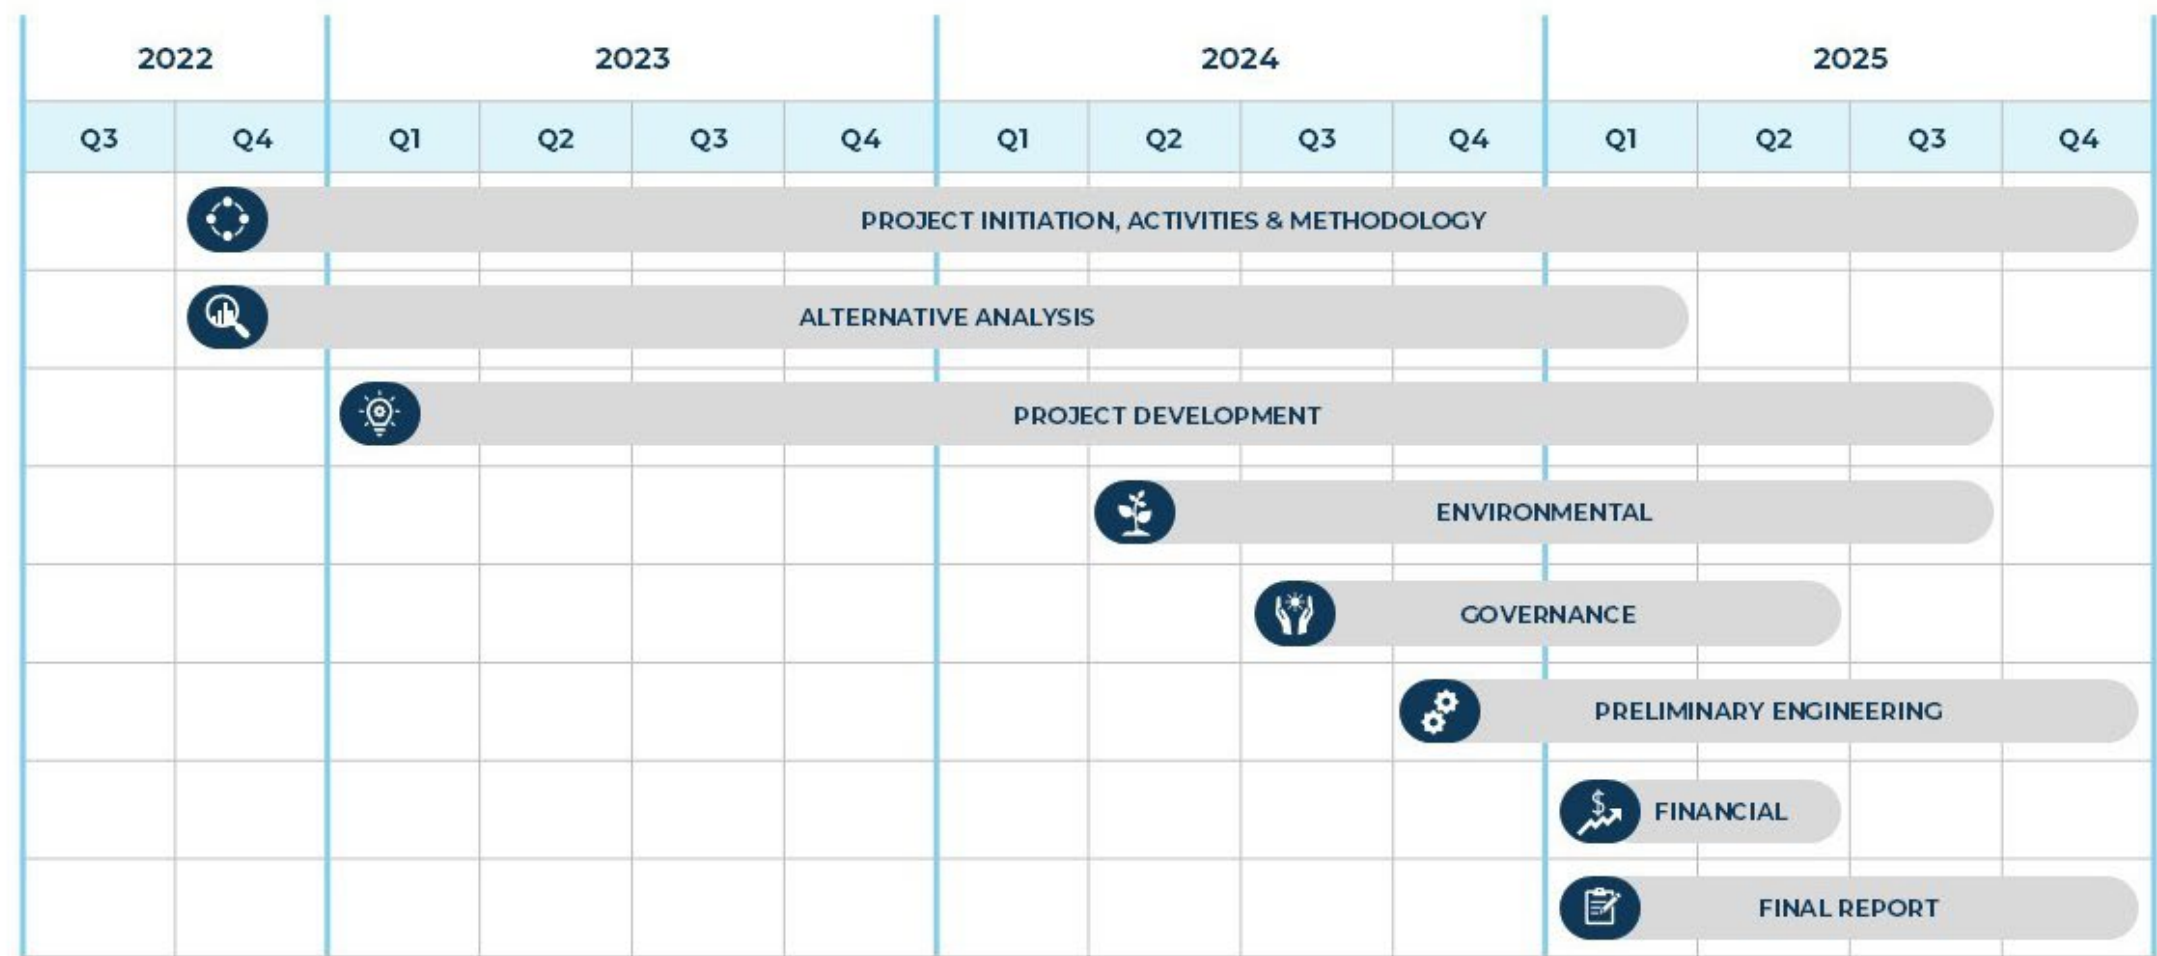 2022 2023 2024 2025
Q3 Q4 Q1 Q2 Q3 Q4 Q1 Q2 Q3 Q4 Q1 Q2 Q3 Q4
PROJECT INITIATION, ACTIVITIES & METHODOLOGY
ALTERNATIVE ANALYSIS
PROJECT DEVELOPMENT
ENVIRONMENTAL
GOVERNANCE
PRELIMINARY ENGINEERING
$ FINANCIAL
FINAL REPORT